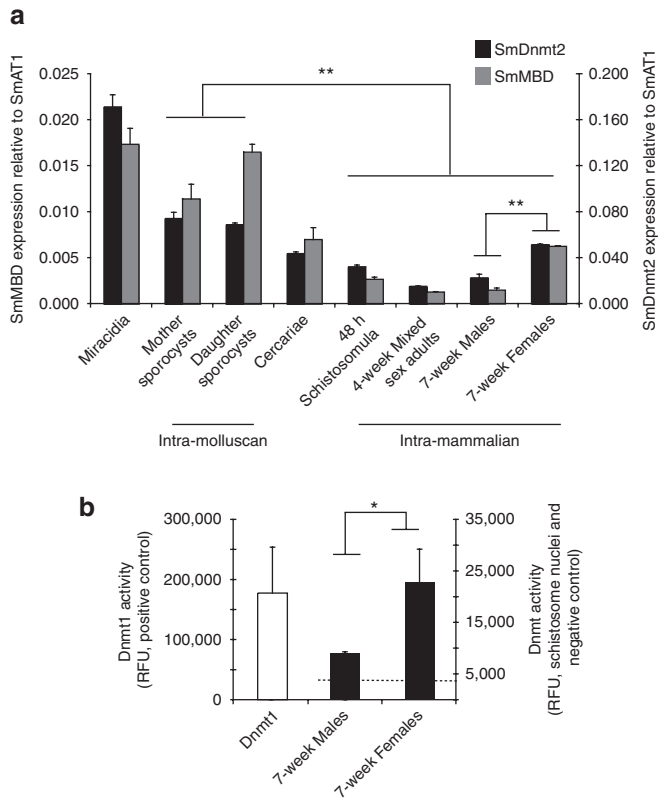 a
SmDnmt2
SmMBD
SmMBD expression relative to SmAT1
0.025
0.020
0.015
0.010
0.005
0.000
**
**
0.200
0.160
0.120
0.080
0.040
0.000
SmDnmt2 expression relative to SmAT1
Miracidia
Mother
sporocysts
Daughter
sporocysts
Cercariae
48 h
Schistosomula
4-week Mixed
sex adults
7-week Males
7-week Females
Intra-molluscan
Intra-mammalian
b
Dnmt1 activity
(RFU, positive control)
300,000
200,000
100,000
0
*
35,000
25,000
15,000
5,000
Dnmt activity
(RFU, schistosome nuclei and
negative control)
Dnmt1
7-week Males
7-week Females